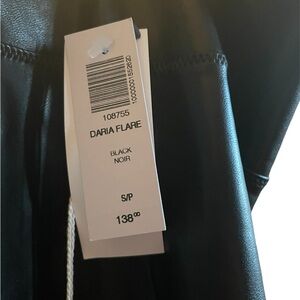 108755
DARIA FLARE
BLACK
NOIR
S/P
138⁰⁰